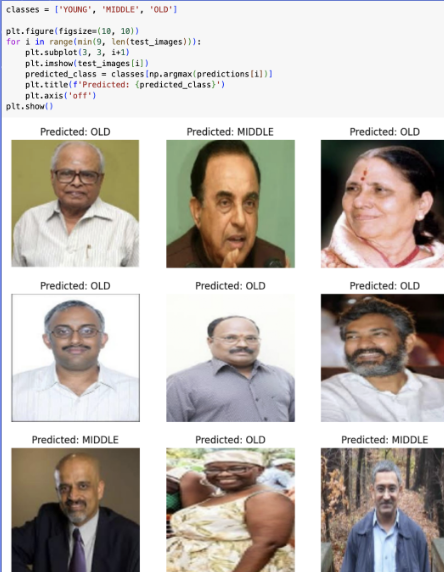 classes = ['YOUNG', 'MIDDLE', 'OLD']
plt.figure(figsize=(10, 10))
for i in range(min(9, len(test_images))):
plt.subplot(3, 3, i+1)
plt.imshow(test_images[i])
predicted_class = classes[np.argmax(predictions[i])]
plt.title(f'Predicted: {predicted_class}')
plt.axis('off')
plt.show()
Predicted: OLD
Predicted: MIDDLE
Predicted: OLD
Predicted: OLD
Predicted: OLD
Predicted: OLD
Predicted: MIDDLE
Predicted: OLD
Predicted: MIDDLE